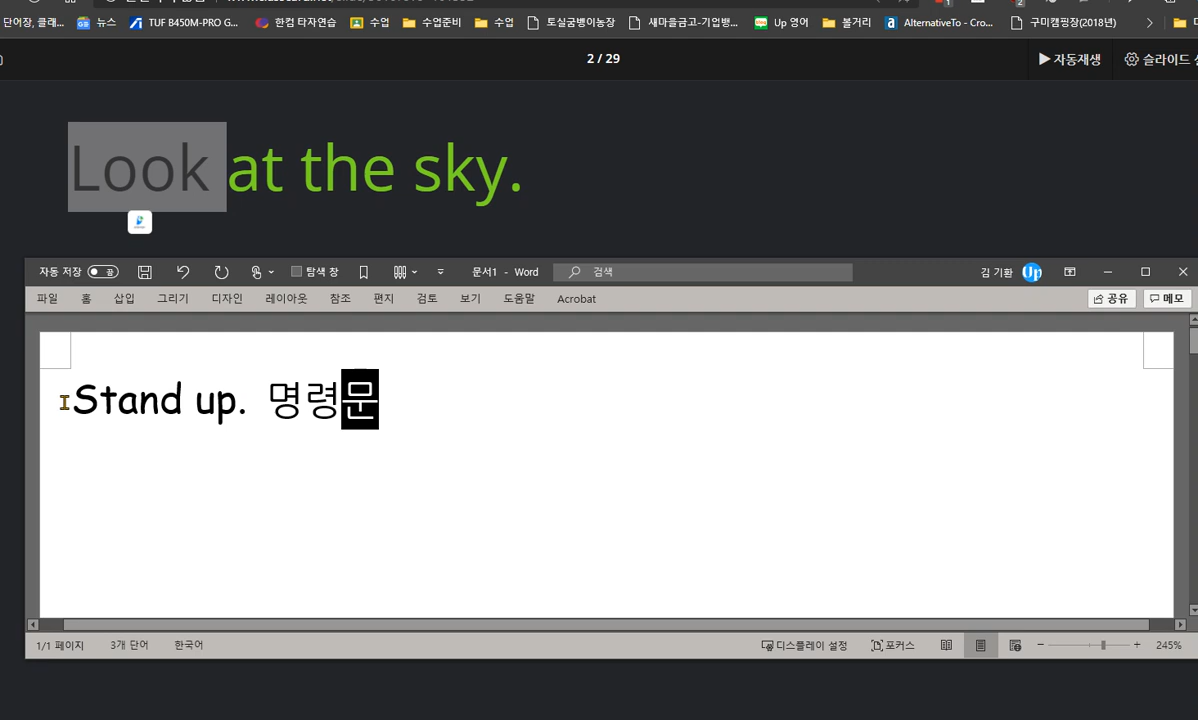 단어장, 클래... 뉴스 TUF B450M-PRO G... 한컴 타자연습 수업 수업준비 수업 토실굼벵이농장 새마을금고-기업뱅... Up 영어 볼거리 AlternativeTo - Cro... 구미캠핑장(2018년)
2 / 29 자동재생 슬라이드
Look at the sky.
자동 저장 끔 탐색 창 문서1 - Word 검색 김 기환 Up
파일 홈 삽입 그리기 디자인 레이아웃 참조 편지 검토 보기 도움말 Acrobat 공유 메모
Stand up. 명령문
1/1 페이지 3개 단어 한국어 디스플레이 설정 포커스 245%